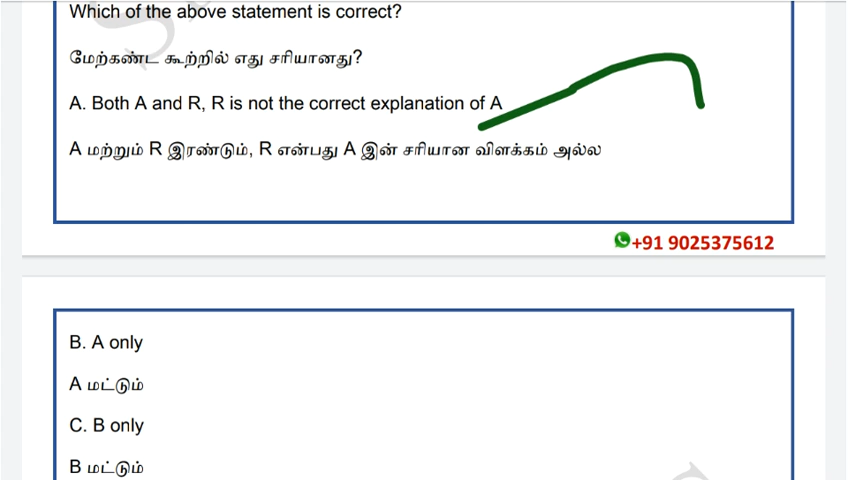 Which of the above statement is correct?
மேற்கண்ட கூற்றில் எது சரியானது?
A. Both A and R, R is not the correct explanation of A
A மற்றும் R இரண்டும், R என்பது A இன் சரியான விளக்கம் அல்ல
+91 9025375612
B. A only
A மட்டும்
C. B only
B மட்டும்